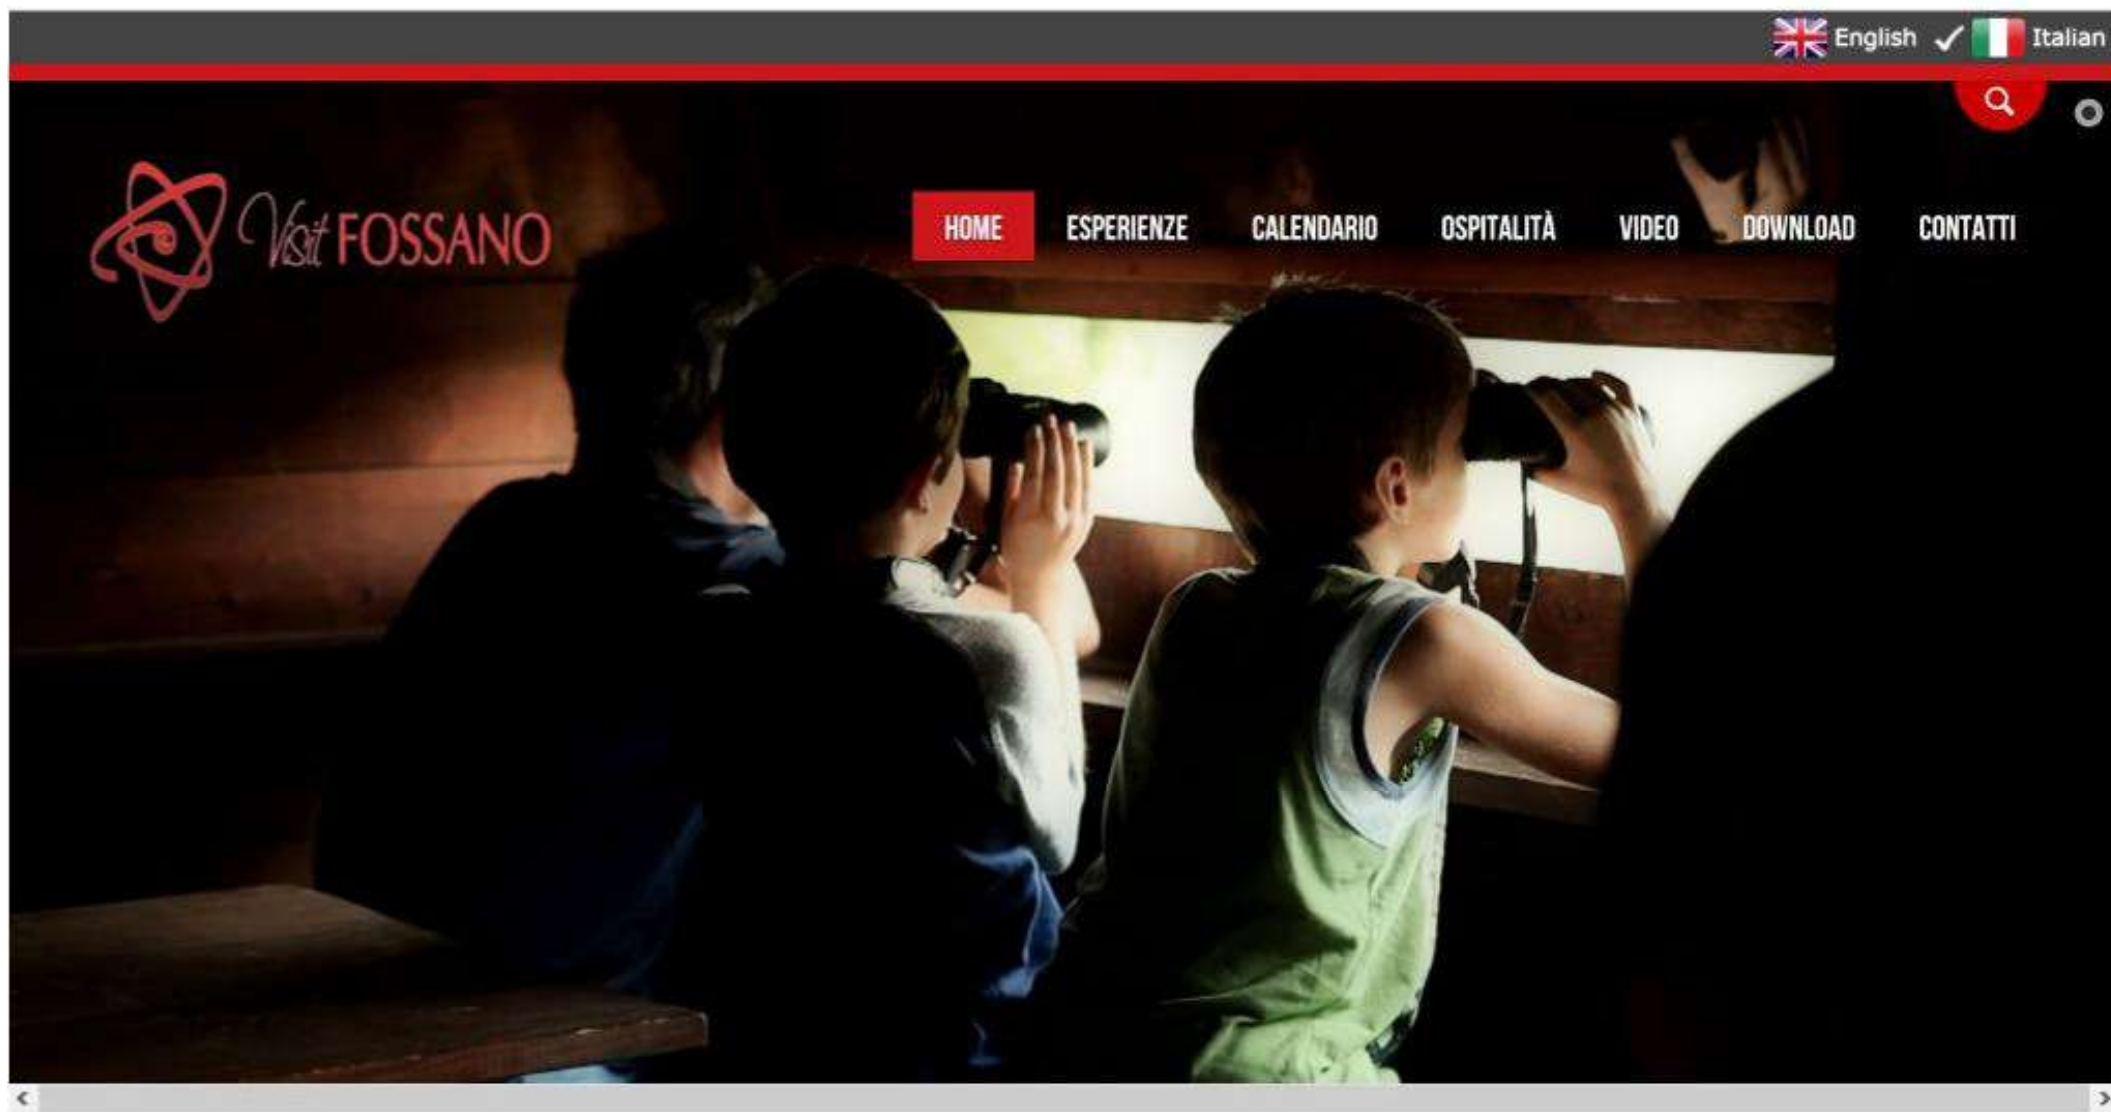 English ✓ Italian
Visit FOSSANO
HOME ESPERIENZE CALENDARIO OSPITALITÀ VIDEO DOWNLOAD CONTATTI